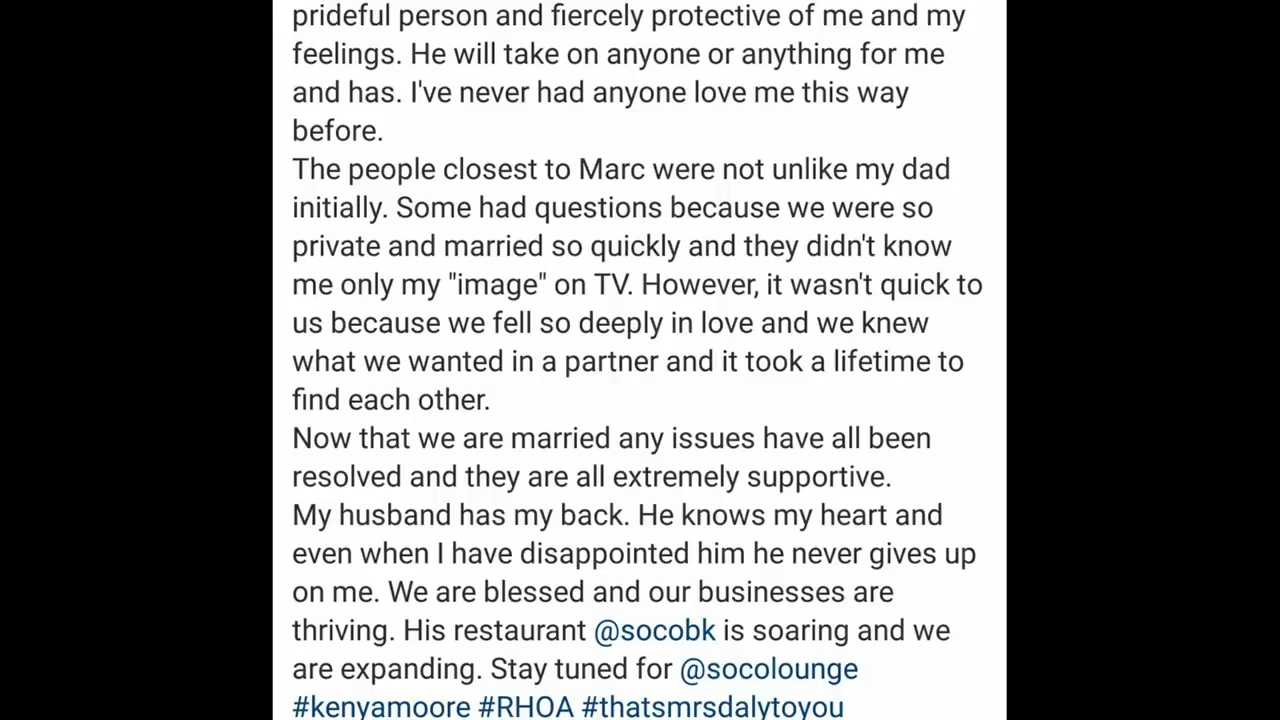 prideful person and fiercely protective of me and my
feelings. He will take on anyone or anything for me
and has. I've never had anyone love me this way
before.
The people closest to Marc were not unlike my dad
initially. Some had questions because we were so
private and married so quickly and they didn't know
me only my "image" on TV. However, it wasn't quick to
us because we fell so deeply in love and we knew
what we wanted in a partner and it took a lifetime to
find each other.
Now that we are married any issues have all been
resolved and they are all extremely supportive.
My husband has my back. He knows my heart and
even when I have disappointed him he never gives up
on me. We are blessed and our businesses are
thriving. His restaurant @socobk is soaring and we
are expanding. Stay tuned for @socolounge
#kenyamoore #RHOA #thatsmrsdalytoyou